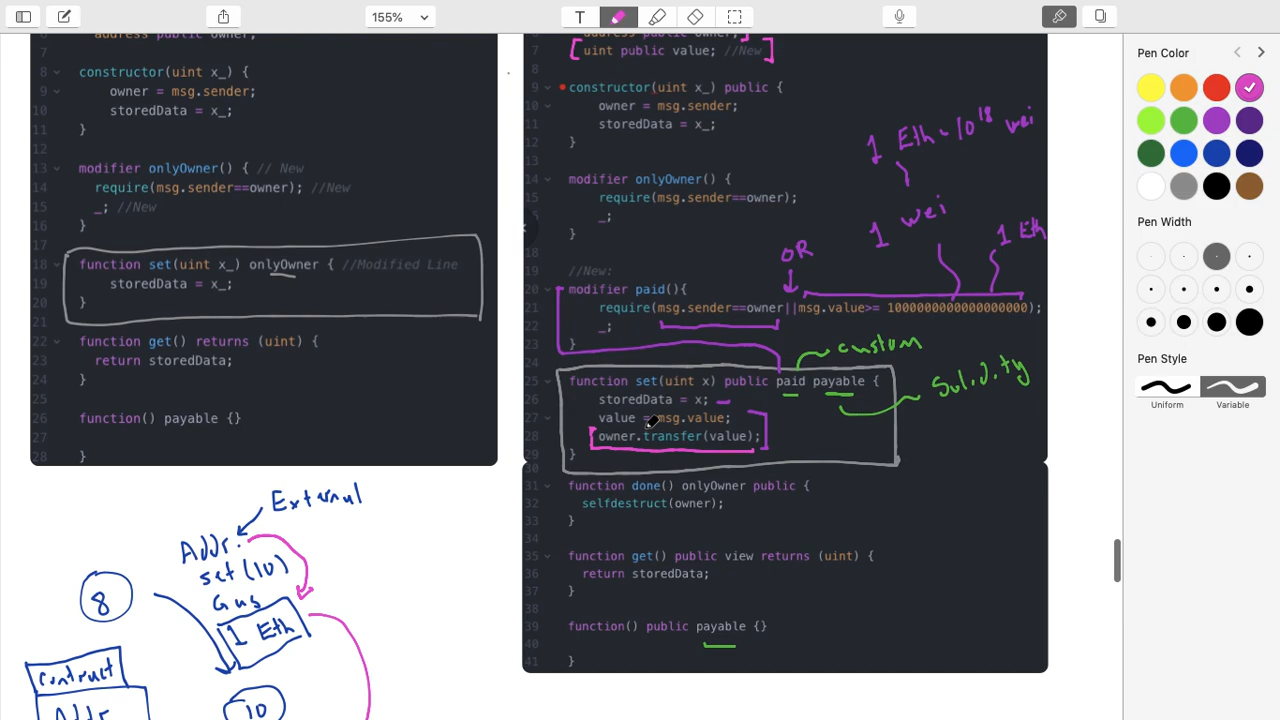 155%
T
6 address public owner;
8 constructor(uint x_) {
9 owner = msg.sender;
10 storedData = x_;
11 }
12
13 modifier onlyOwner() { // New
14 require(msg.sender==owner); //New
15 _; //New
16 }
17
18 function set(uint x_) onlyOwner { //Modified Line
19 storedData = x_;
20 }
21
22 function get() returns (uint) {
23 return storedData;
24 }
25
26 function() payable {}
27
28 }
External
Addr.
set(10)
Gas
8
1 Eth
Contract
Addr
10
6 address public owner;
7 uint public value; //New
8
9 constructor(uint x_) public {
10 owner = msg.sender;
11 storedData = x_;
12 }
13
14 modifier onlyOwner() {
15 require(msg.sender==owner);
_;
}
18
19 //New:
20 modifier paid(){
21 require(msg.sender==owner||msg.value>= 1000000000000000000);
22 _;
23 }
24
25 function set(uint x) public paid payable {
26 storedData = x;
27 value = msg.value;
28 owner.transfer(value);
29 }
30
31 function done() onlyOwner public {
32 selfdestruct(owner);
33 }
34
35 function get() public view returns (uint) {
36 return storedData;
37 }
38
39 function() public payable {}
40
41 }
1 Eth = 10^18 wei
1 wei
1 Eth
OR
custom
Solidity
Pen Color
Pen Width
Pen Style
Uniform
Variable